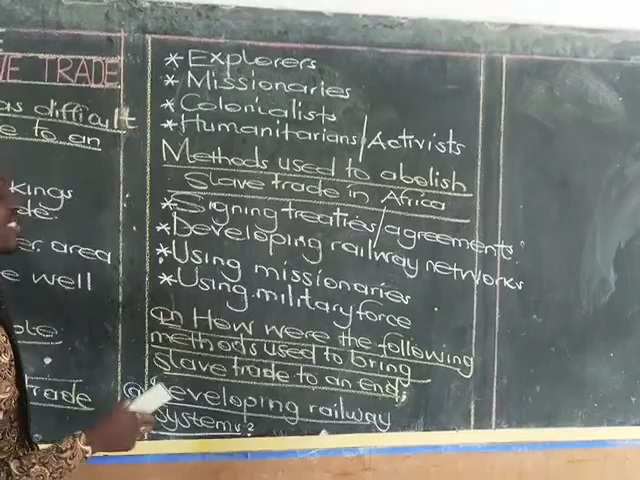 VE TRADE
as difficult
e to an
kings
de.
er area
e well
ple
trade
* Explorers
* Missionaries
* Colonialists
* Humanitarians/Activists
Methods used to abolish
slave trade in Africa
* Signing treaties/agreements.
* Developing railway networks
* Using missionaries
* Using military force
Qn How were the following
methods used to bring
slave trade to an end;
@ Developing railway
systems?